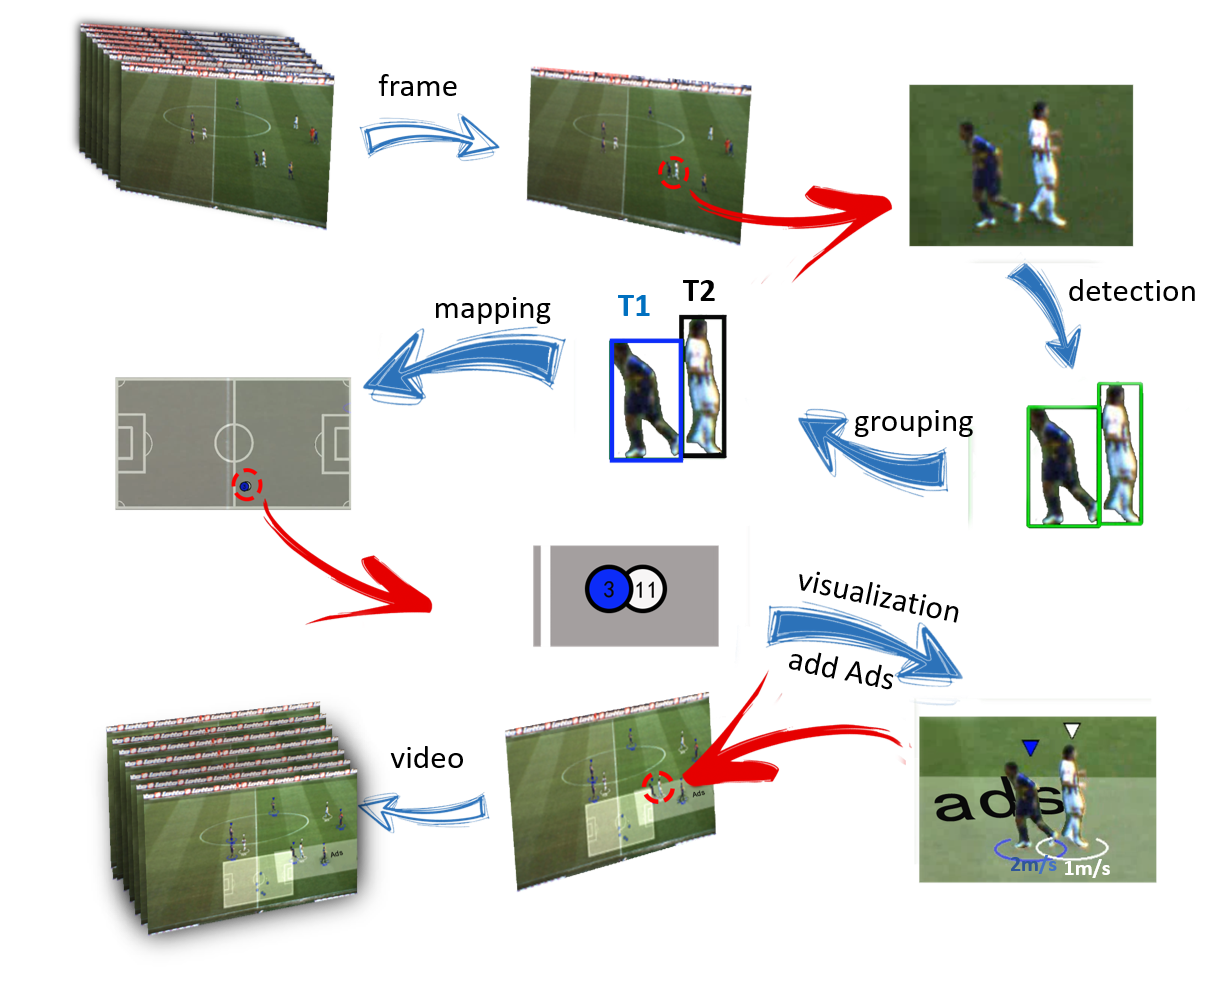 frame
detection
T1
T2
mapping
grouping
3
11
visualization
add Ads
ads
2m/s
1m/s
Ads
video
Ads